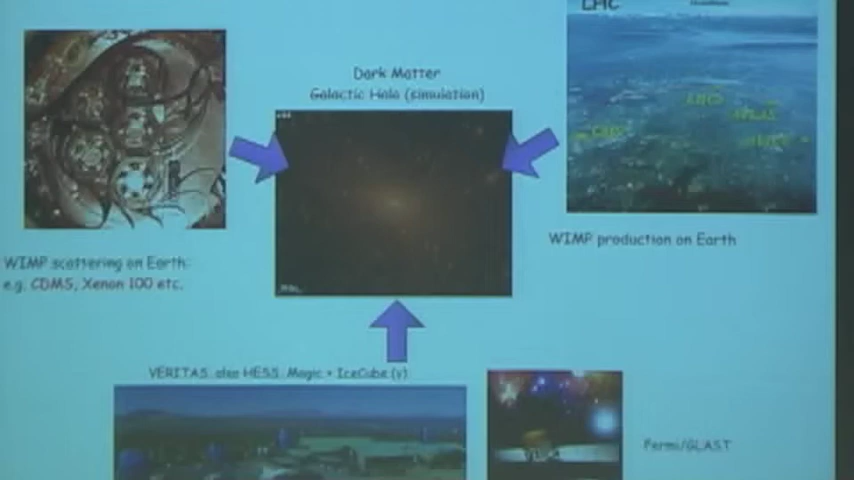 LHC
Dark Matter
Galactic Halo (simulation)
CMS
LHCb
ATLAS
ALICE
WIMP production on Earth
WIMP scattering on Earth:
e.g. CDMS, Xenon 100 etc.
VERITAS also HESS, Magic + IceCube (ν)
Fermi/GLAST